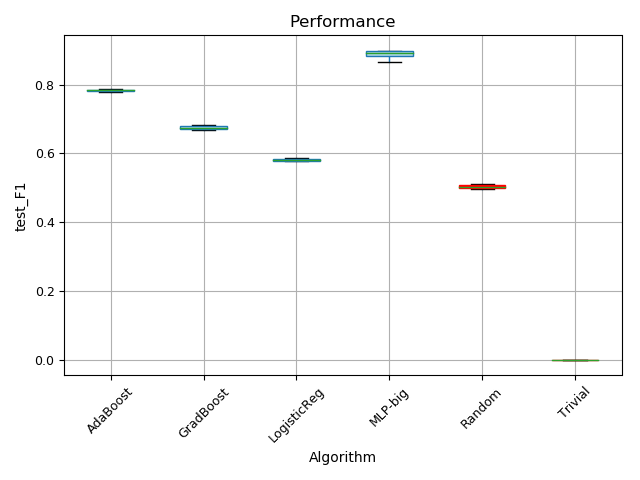 Performance
test_F1
0.8
0.6
0.4
0.2
0.0
AdaBoost
GradBoost
LogisticReg
MLP-big
Random
Trivial
Algorithm